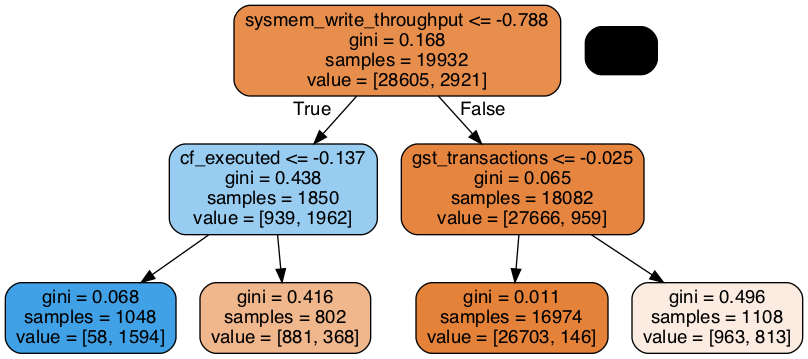 sysmem_write_throughput <= -0.788
gini = 0.168
samples = 19932
value = [28605, 2921]
True
False
cf_executed <= -0.137
gini = 0.438
samples = 1850
value = [939, 1962]
gst_transactions <= -0.025
gini = 0.065
samples = 18082
value = [27666, 959]
gini = 0.068
samples = 1048
value = [58, 1594]
gini = 0.416
samples = 802
value = [881, 368]
gini = 0.011
samples = 16974
value = [26703, 146]
gini = 0.496
samples = 1108
value = [963, 813]